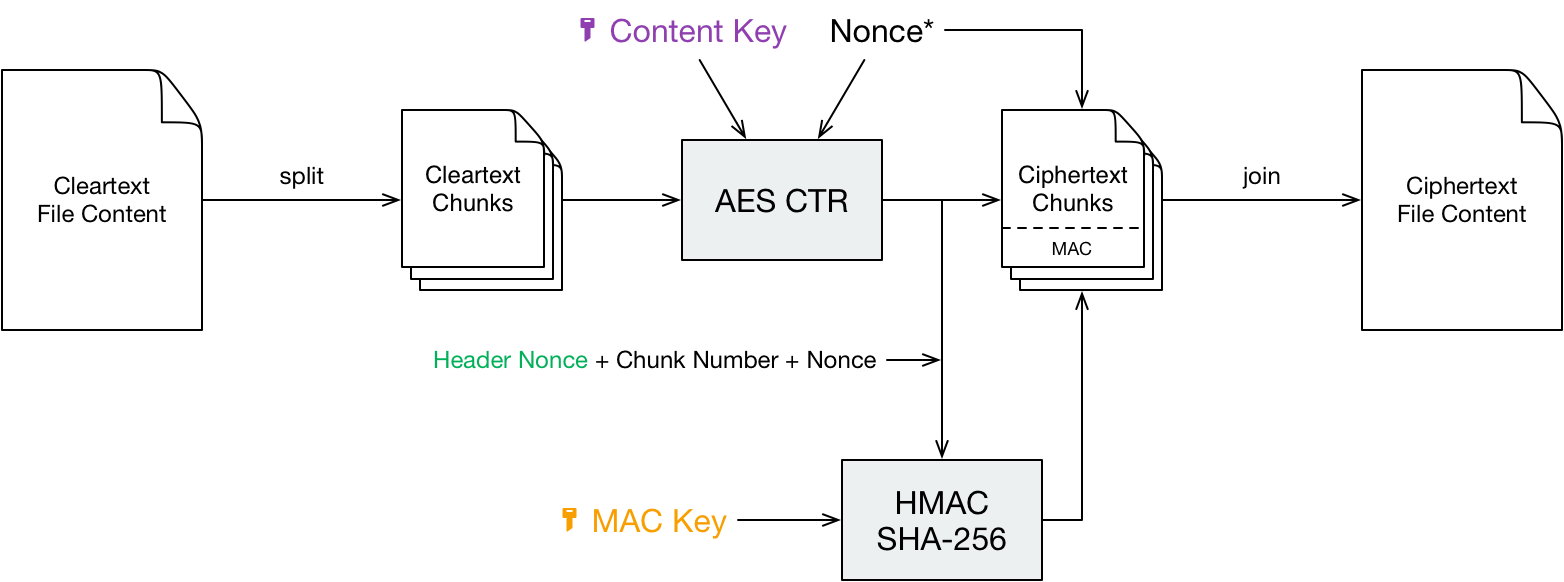 Content Key
Nonce*
Cleartext
File Content
split
Cleartext
Chunks
AES CTR
Ciphertext
Chunks
MAC
join
Ciphertext
File Content
Header Nonce + Chunk Number + Nonce
MAC Key
HMAC
SHA-256